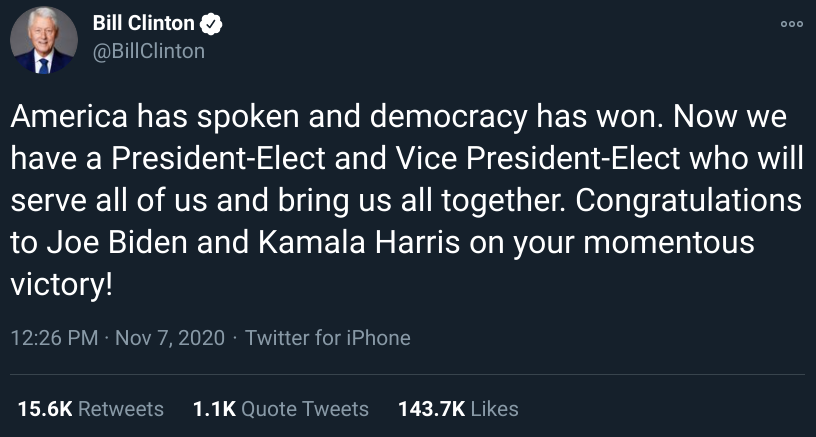 Bill Clinton
@BillClinton
America has spoken and democracy has won. Now we
have a President-Elect and Vice President-Elect who will
serve all of us and bring us all together. Congratulations
to Joe Biden and Kamala Harris on your momentous
victory!
12:26 PM · Nov 7, 2020 · Twitter for iPhone
15.6K Retweets 1.1K Quote Tweets 143.7K Likes